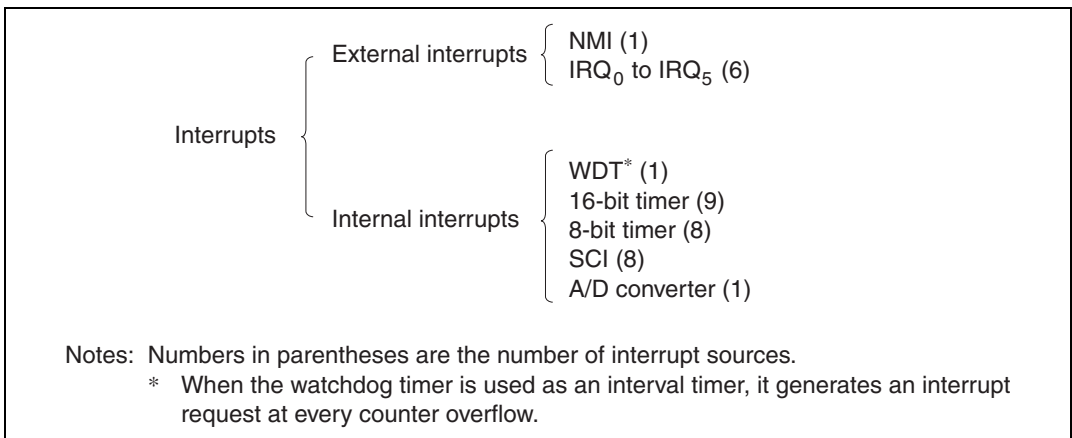 External interrupts
NMI (1)
IRQ0 to IRQ5 (6)
Interrupts
Internal interrupts
WDT* (1)
16-bit timer (9)
8-bit timer (8)
SCI (8)
A/D converter (1)
Notes: Numbers in parentheses are the number of interrupt sources.
* When the watchdog timer is used as an interval timer, it generates an interrupt
request at every counter overflow.